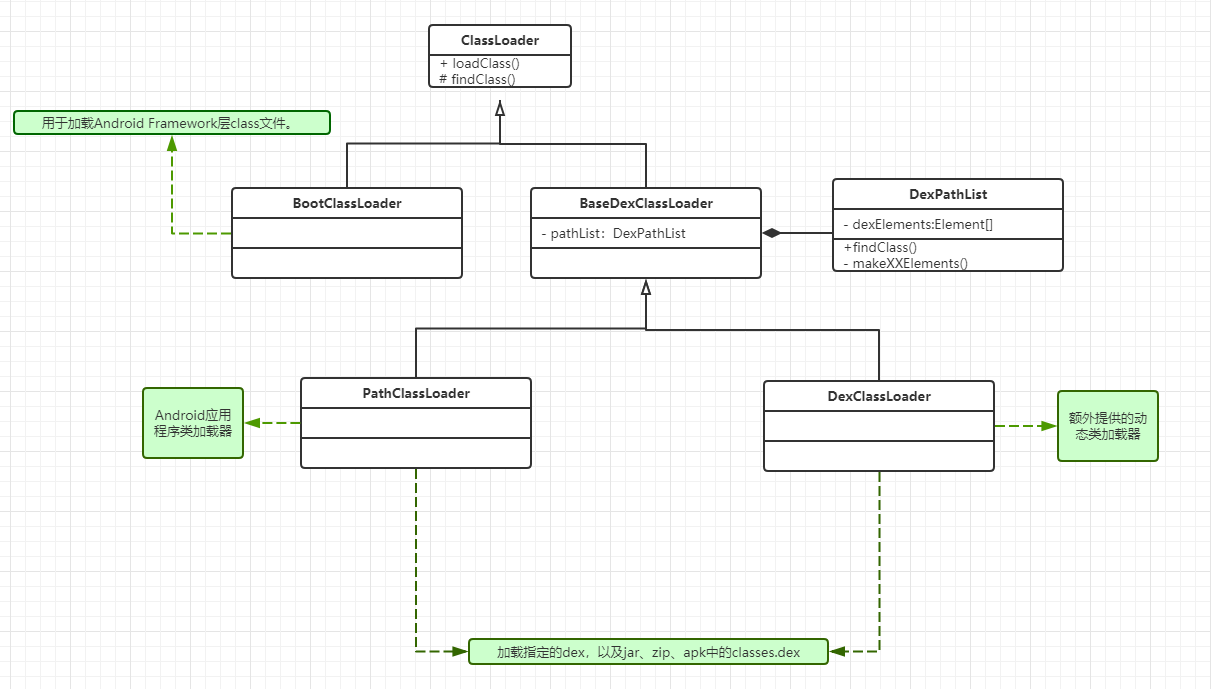 ClassLoader
+ loadClass()
# findClass()
用于加载Android Framework层class文件。
BootClassLoader
BaseDexClassLoader
- pathList：DexPathList
DexPathList
- dexElements:Element[]
+findClass()
- makeXXElements()
Android应用
程序类加载器
PathClassLoader
DexClassLoader
额外提供的动
态类加载器
加载指定的dex，以及jar、zip、apk中的classes.dex